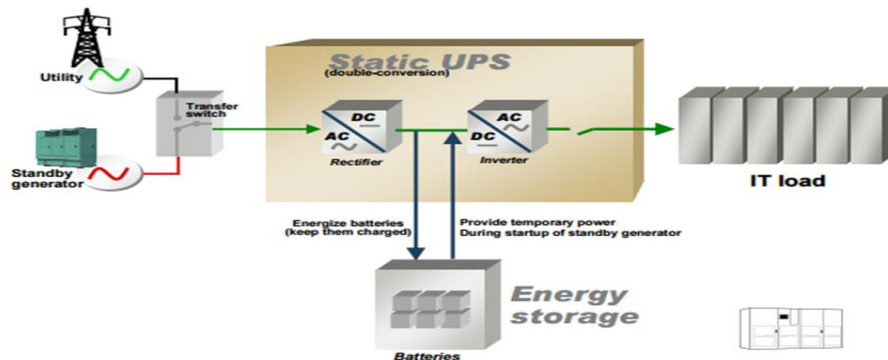 Static UPS
(double-conversion)
Utility
Transfer
switch
DC
AC
Rectifier
AC
DC
Inverter
Standby
generator
IT load
Energize batteries
(keep them charged)
Provide temporary power
During startup of standby generator
Energy
storage
Batteries